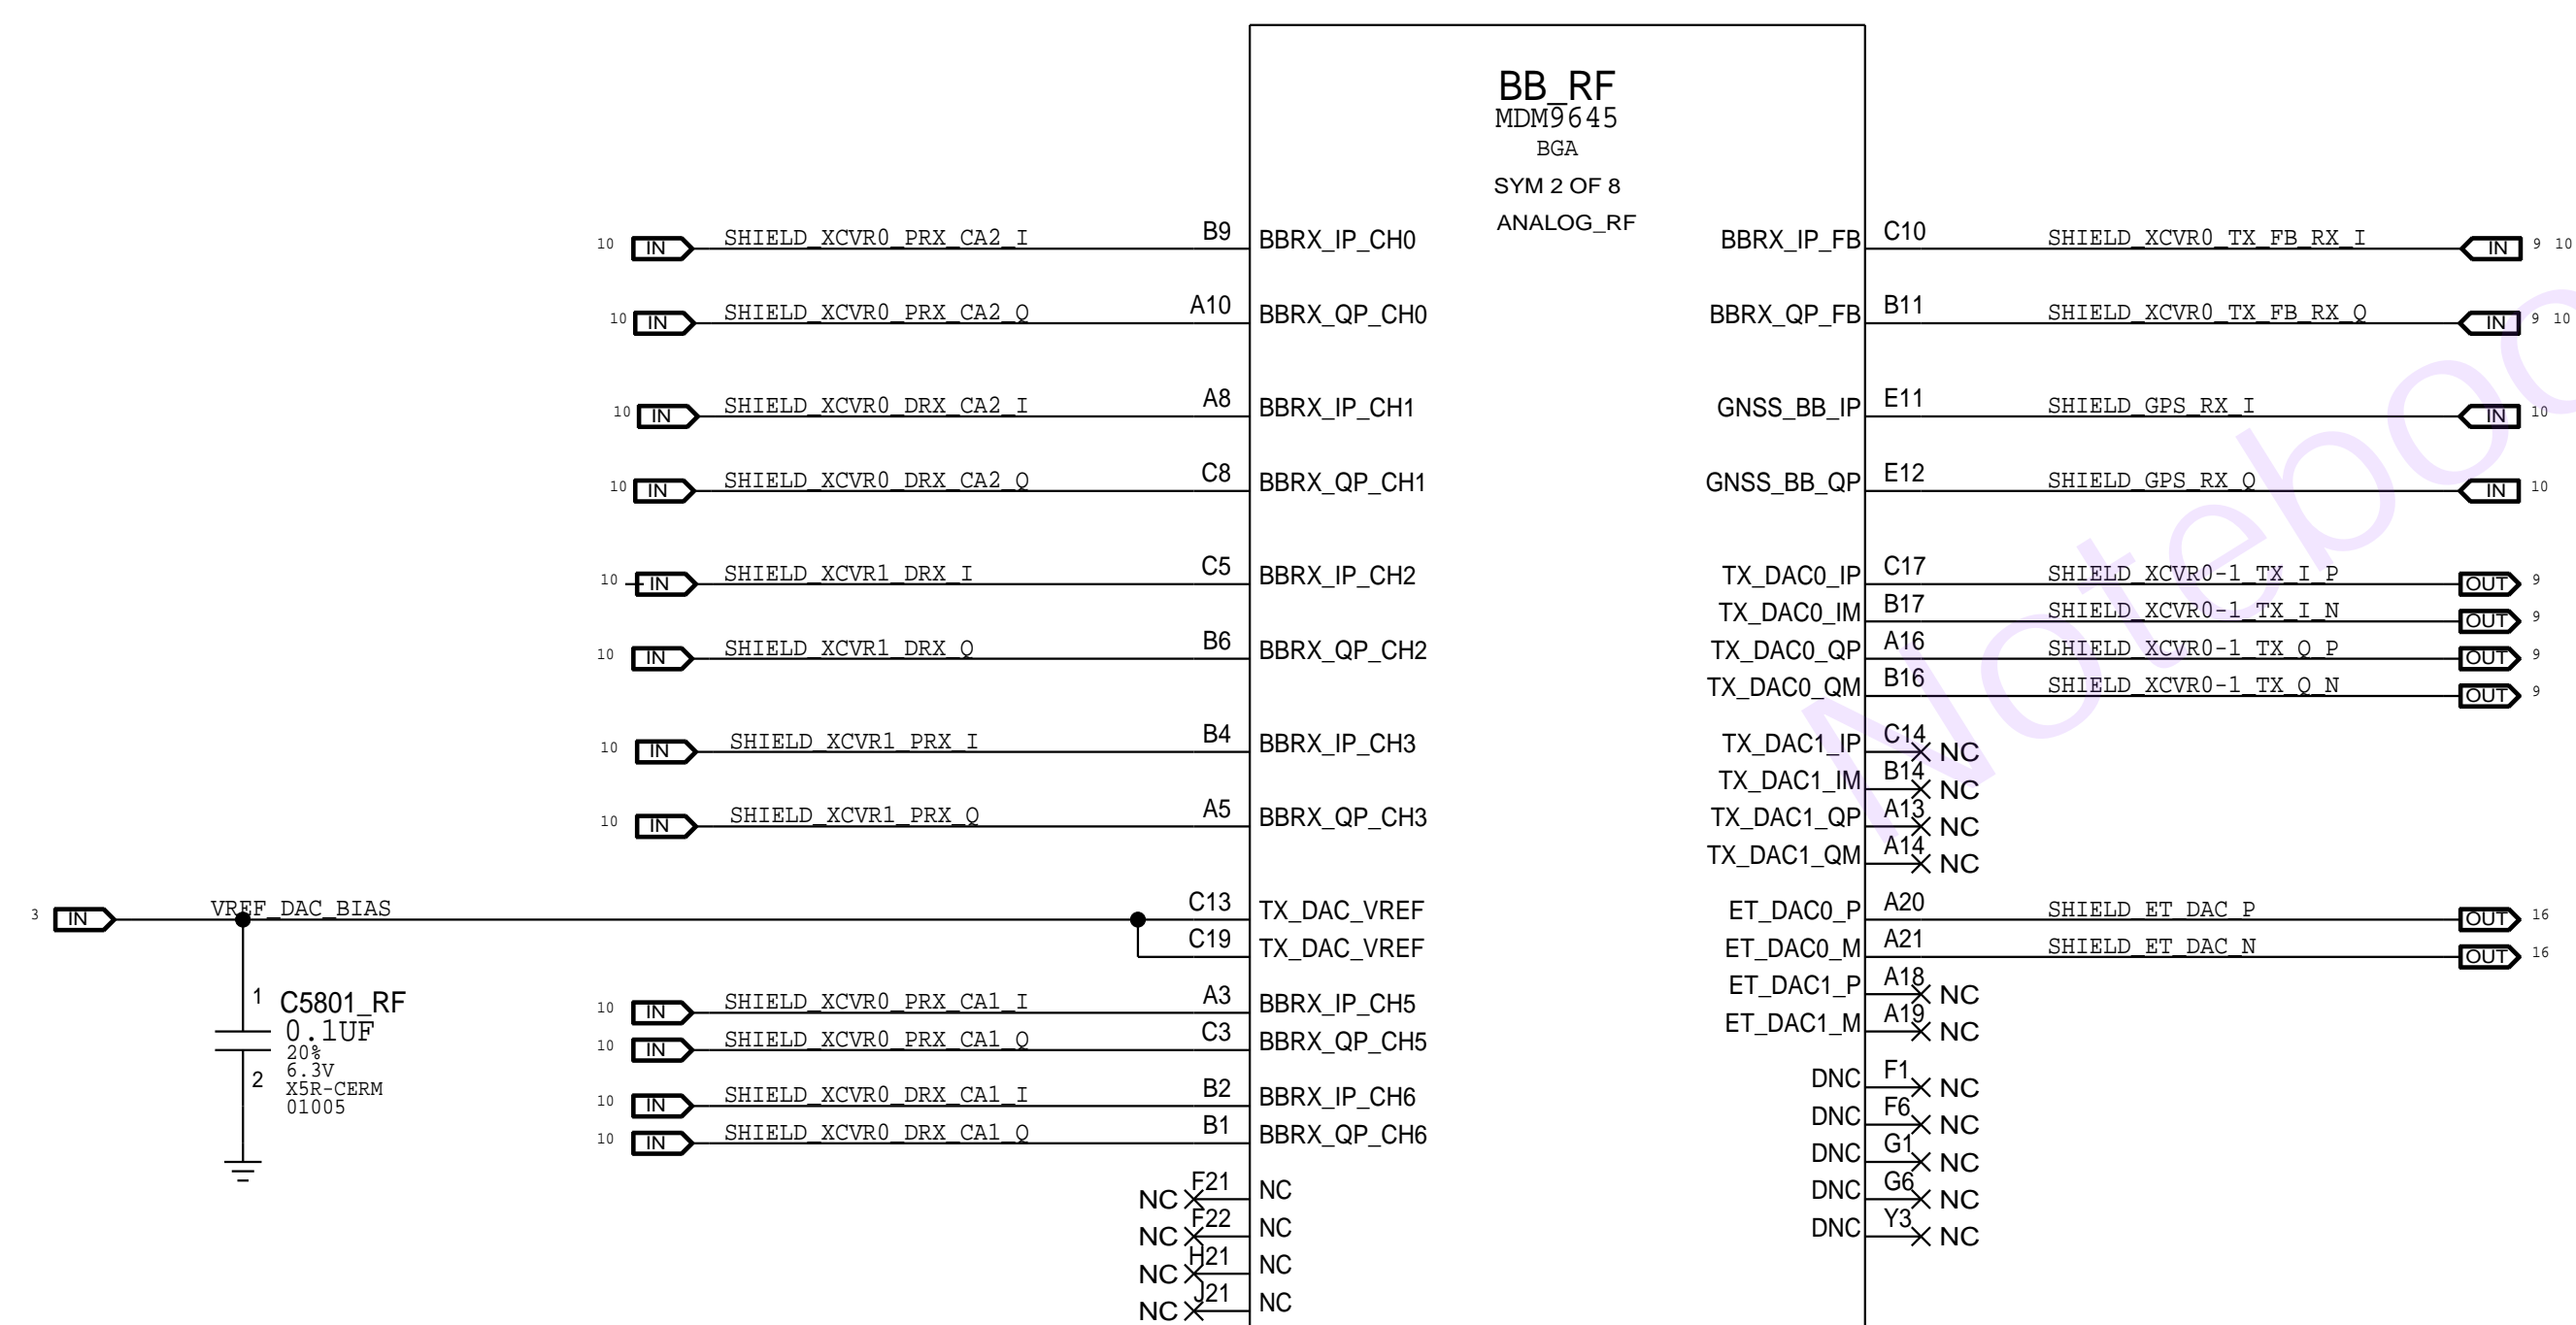 BB_RF
MDM9645
BGA
SYM 2 OF 8
ANALOG_RF
10 IN SHIELD_XCVR0_PRX_CA2_I B9 BBRX_IP_CH0
BBRX_IP_FB C10 SHIELD_XCVR0_TX_FB_RX_I IN 9 10
10 IN SHIELD_XCVR0_PRX_CA2_Q A10 BBRX_QP_CH0
BBRX_QP_FB B11 SHIELD_XCVR0_TX_FB_RX_Q IN 9 10
10 IN SHIELD_XCVR0_DRX_CA2_I A8 BBRX_IP_CH1
GNSS_BB_IP E11 SHIELD_GPS_RX_I IN 10
10 IN SHIELD_XCVR0_DRX_CA2_Q C8 BBRX_QP_CH1
GNSS_BB_QP E12 SHIELD_GPS_RX_Q IN 10
10 IN SHIELD_XCVR1_DRX_I C5 BBRX_IP_CH2
TX_DAC0_IP C17 SHIELD_XCVR0-1_TX_I_P OUT 9
TX_DAC0_IM B17 SHIELD_XCVR0-1_TX_I_N OUT 9
10 IN SHIELD_XCVR1_DRX_Q B6 BBRX_QP_CH2
TX_DAC0_QP A16 SHIELD_XCVR0-1_TX_Q_P OUT 9
TX_DAC0_QM B16 SHIELD_XCVR0-1_TX_Q_N OUT 9
10 IN SHIELD_XCVR1_PRX_I B4 BBRX_IP_CH3
TX_DAC1_IP C14 NC
TX_DAC1_IM B14 NC
10 IN SHIELD_XCVR1_PRX_Q A5 BBRX_QP_CH3
TX_DAC1_QP A13 NC
TX_DAC1_QM A14 NC
3 IN VREF_DAC_BIAS C13 TX_DAC_VREF
ET_DAC0_P A20 SHIELD_ET_DAC_P OUT 16
C19 TX_DAC_VREF
ET_DAC0_M A21 SHIELD_ET_DAC_N OUT 16
1 C5801_RF
0.1UF
20%
6.3V
2 X5R-CERM
01005
10 IN SHIELD_XCVR0_PRX_CA1_I A3 BBRX_IP_CH5
ET_DAC1_P A18 NC
10 IN SHIELD_XCVR0_PRX_CA1_Q C3 BBRX_QP_CH5
ET_DAC1_M A19 NC
10 IN SHIELD_XCVR0_DRX_CA1_I B2 BBRX_IP_CH6
DNC F1 NC
10 IN SHIELD_XCVR0_DRX_CA1_Q B1 BBRX_QP_CH6
DNC F6 NC
DNC G1 NC
NC F21 NC
DNC G6 NC
NC F22 NC
DNC Y3 NC
NC H21 NC
NC J21 NC
Noteboo